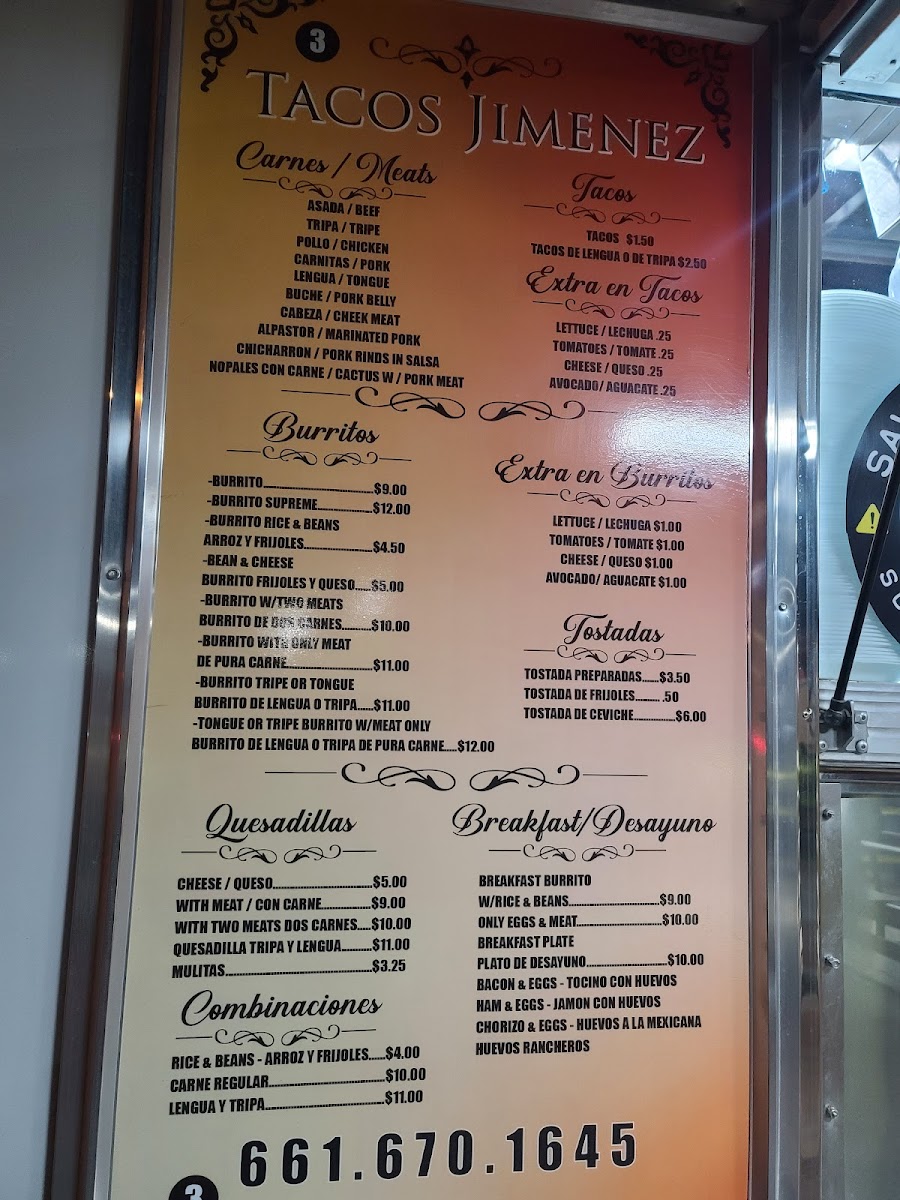 3
TACOS JIMENEZ
Carnes / Meats
ASADA / BEEF
TRIPA / TRIPE
POLLO / CHICKEN
CARNITAS / PORK
LENGUA / TONGUE
BUCHE / PORK BELLY
CABEZA / CHEEK MEAT
ALPASTOR / MARINATED PORK
CHICHARRON / PORK RINDS IN SALSA
NOPALES CON CARNE / CACTUS W / PORK MEAT
Tacos
TACOS $1.50
TACOS DE LENGUA O DE TRIPA $2.50
Extra en Tacos
LETTUCE / LECHUGA .25
TOMATOES / TOMATE .25
CHEESE / QUESO .25
AVOCADO/ AGUACATE .25
Burritos
-BURRITO........................................$9.00
-BURRITO SUPREME....................$12.00
-BURRITO RICE & BEANS
ARROZ Y FRIJOLES........................$4.50
-BEAN & CHEESE
BURRITO FRIJOLES Y QUESO......$5.00
-BURRITO W/TWO MEATS
BURRITO DE DOS CARNES...........$10.00
-BURRITO WITH ONLY MEAT
DE PURA CARNE...............................$11.00
-BURRITO TRIPE OR TONGUE
BURRITO DE LENGUA O TRIPA......$11.00
-TONGUE OR TRIPE BURRITO W/MEAT ONLY
BURRITO DE LENGUA O TRIPA DE PURA CARNE.....$12.00
Extra en Burritos
LETTUCE / LECHUGA $1.00
TOMATOES / TOMATE $1.00
CHEESE / QUESO $1.00
AVOCADO/ AGUACATE $1.00
Tostadas
TOSTADA PREPARADAS.......$3.50
TOSTADA DE FRIJOLES.......... .50
TOSTADA DE CEVICHE................$6.00
Quesadillas
CHEESE / QUESO....................................$5.00
WITH MEAT / CON CARNE..................$9.00
WITH TWO MEATS DOS CARNES.....$10.00
QUESADILLA TRIPA Y LENGUA...........$11.00
MULITAS.....................................................$3.25
Combinaciones
RICE & BEANS - ARROZ Y FRIJOLES......$4.00
CARNE REGULAR..........................................$10.00
LENGUA Y TRIPA...........................................$11.00
Breakfast/Desayuno
BREAKFAST BURRITO
W/RICE & BEANS.................................$9.00
ONLY EGGS & MEAT...............................$10.00
BREAKFAST PLATE
PLATO DE DESAYUNO.............................$10.00
BACON & EGGS - TOCINO CON HUEVOS
HAM & EGGS - JAMON CON HUEVOS
CHORIZO & EGGS - HUEVOS A LA MEXICANA
HUEVOS RANCHEROS
661.670.1645
3